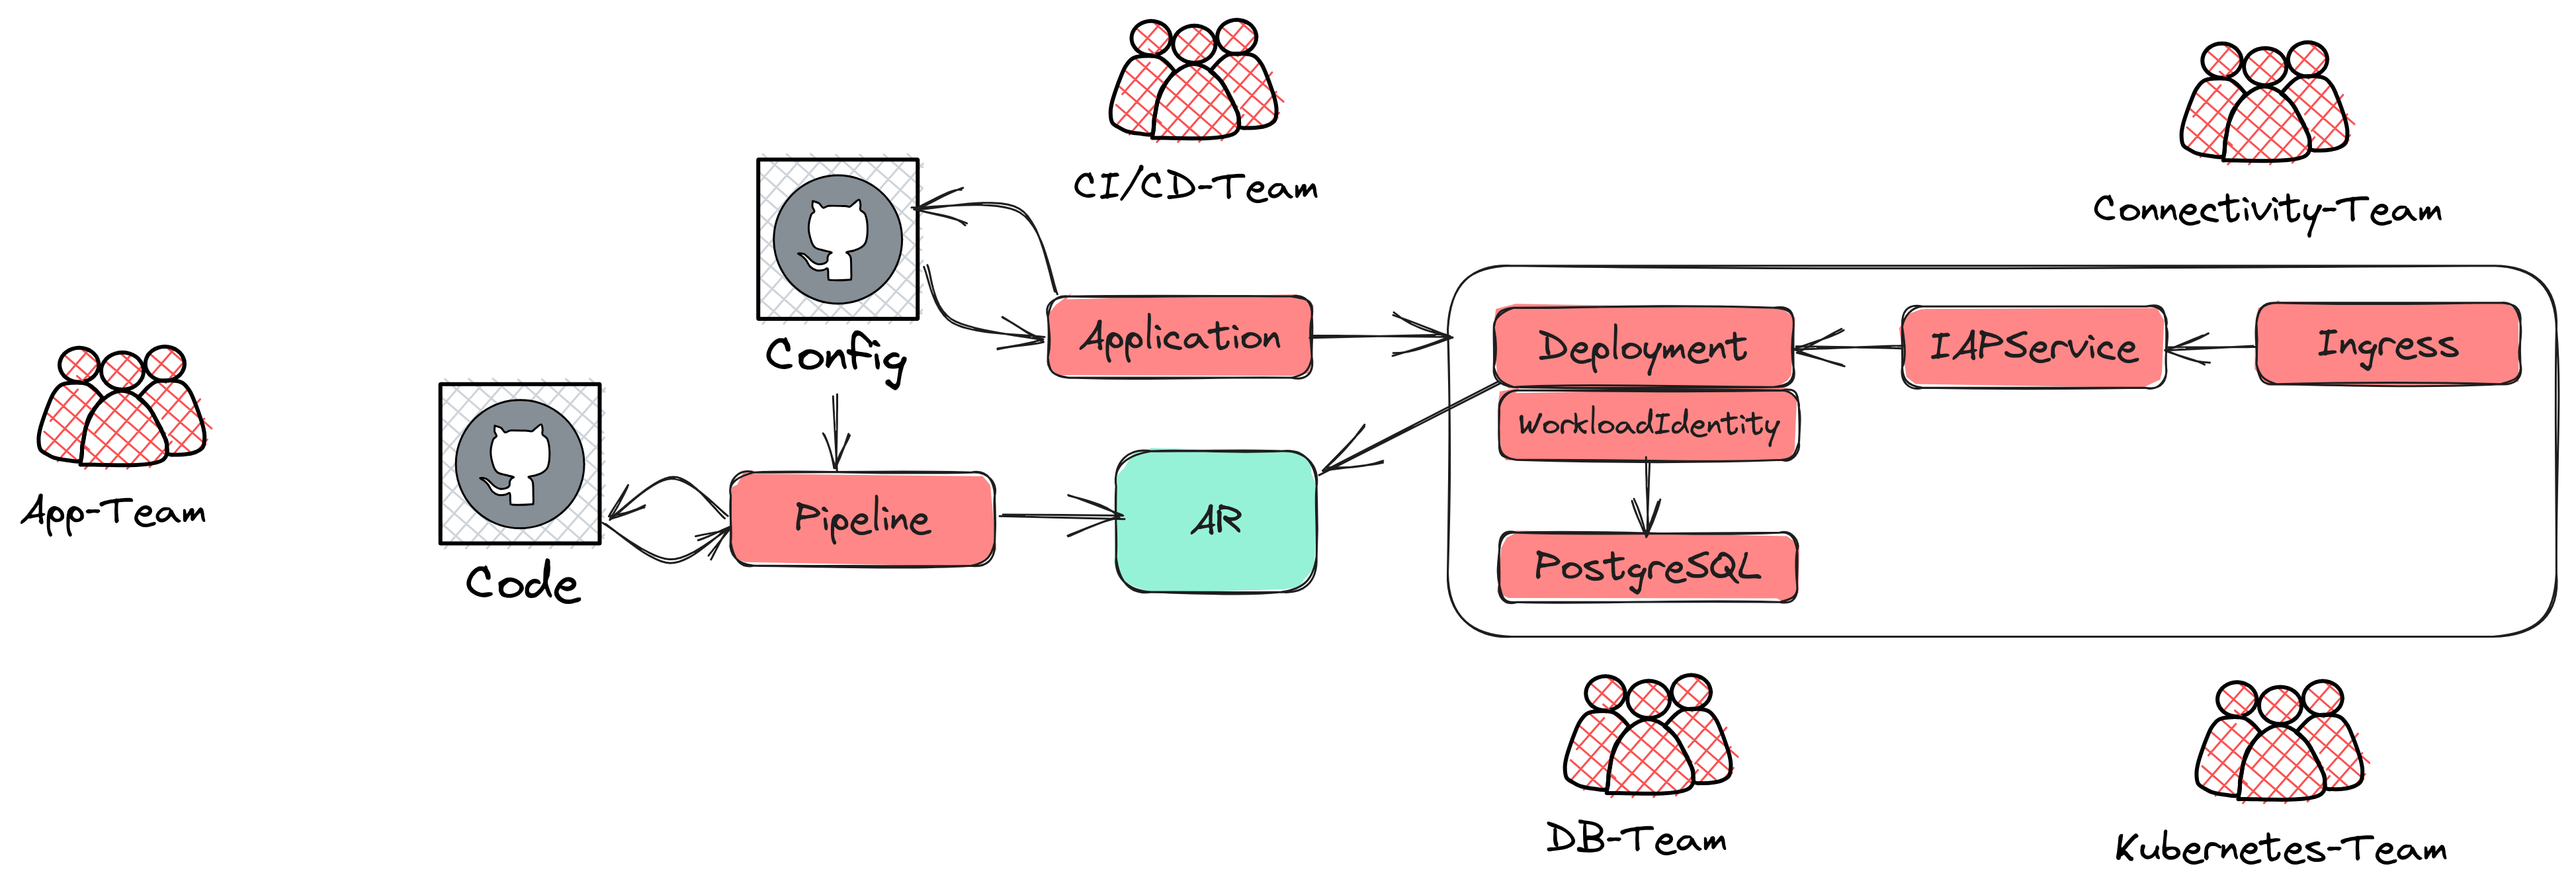 CI/CD-Team
Connectivity-Team
Config
Application
Deployment
IAPService
Ingress
WorkloadIdentity
App-Team
Code
Pipeline
AR
PostgreSQL
DB-Team
Kubernetes-Team